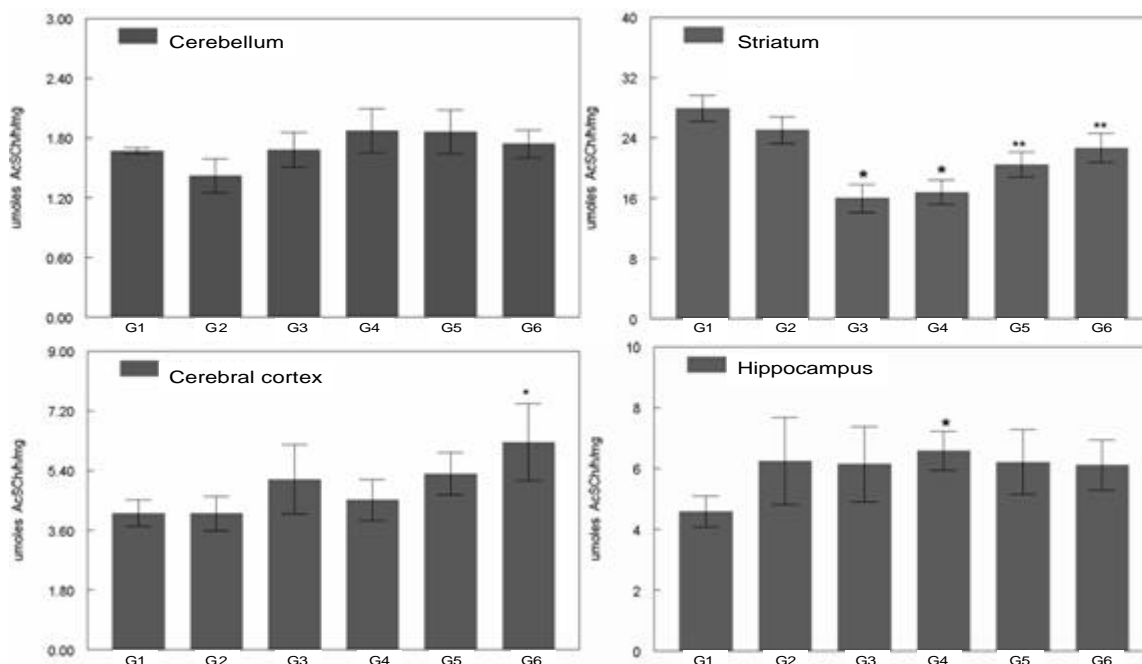 3.00
2.40
1.80
1.20
0.60
0.00
umoles AcSCh/h/mg
Cerebellum
G1 G2 G3 G4 G5 G6
40
32
24
16
8
0
umoles AcSCh/h/mg
Striatum
* * ** **
G1 G2 G3 G4 G5 G6
9.00
7.20
5.40
3.60
1.80
0.00
umoles AcSCh/h/mg
Cerebral cortex
*
G1 G2 G3 G4 G5 G6
10
8
6
4
2
0
umoles AcSCh/h/mg
Hippocampus
*
G1 G2 G3 G4 G5 G6